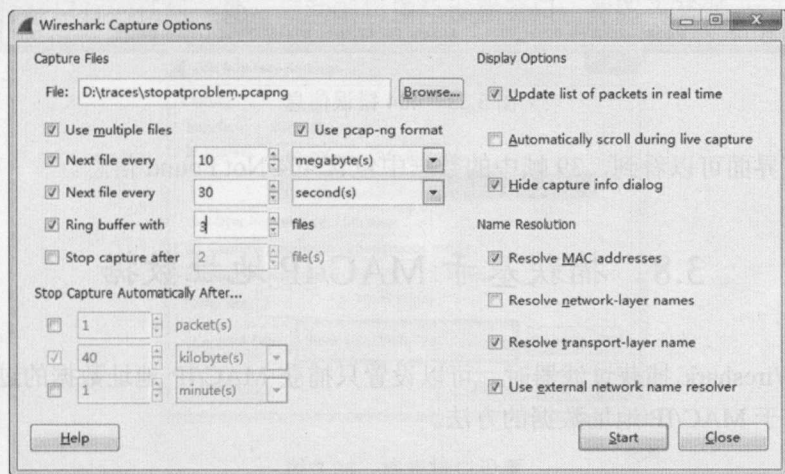 Wireshark: Capture Options
Capture Files
File: D:\traces\stopatproblem.pcapng Browse...
Use multiple files Use pcap-ng format
Next file every 10 megabyte(s)
Next file every 30 second(s)
Ring buffer with 3 files
Stop capture after 2 file(s)
Stop Capture Automatically After...
1 packet(s)
40 kilobyte(s)
1 minute(s)
Help
Display Options
Update list of packets in real time
Automatically scroll during live capture
Hide capture info dialog
Name Resolution
Resolve MAC addresses
Resolve network-layer names
Resolve transport-layer name
Use external network name resolver
Start Close